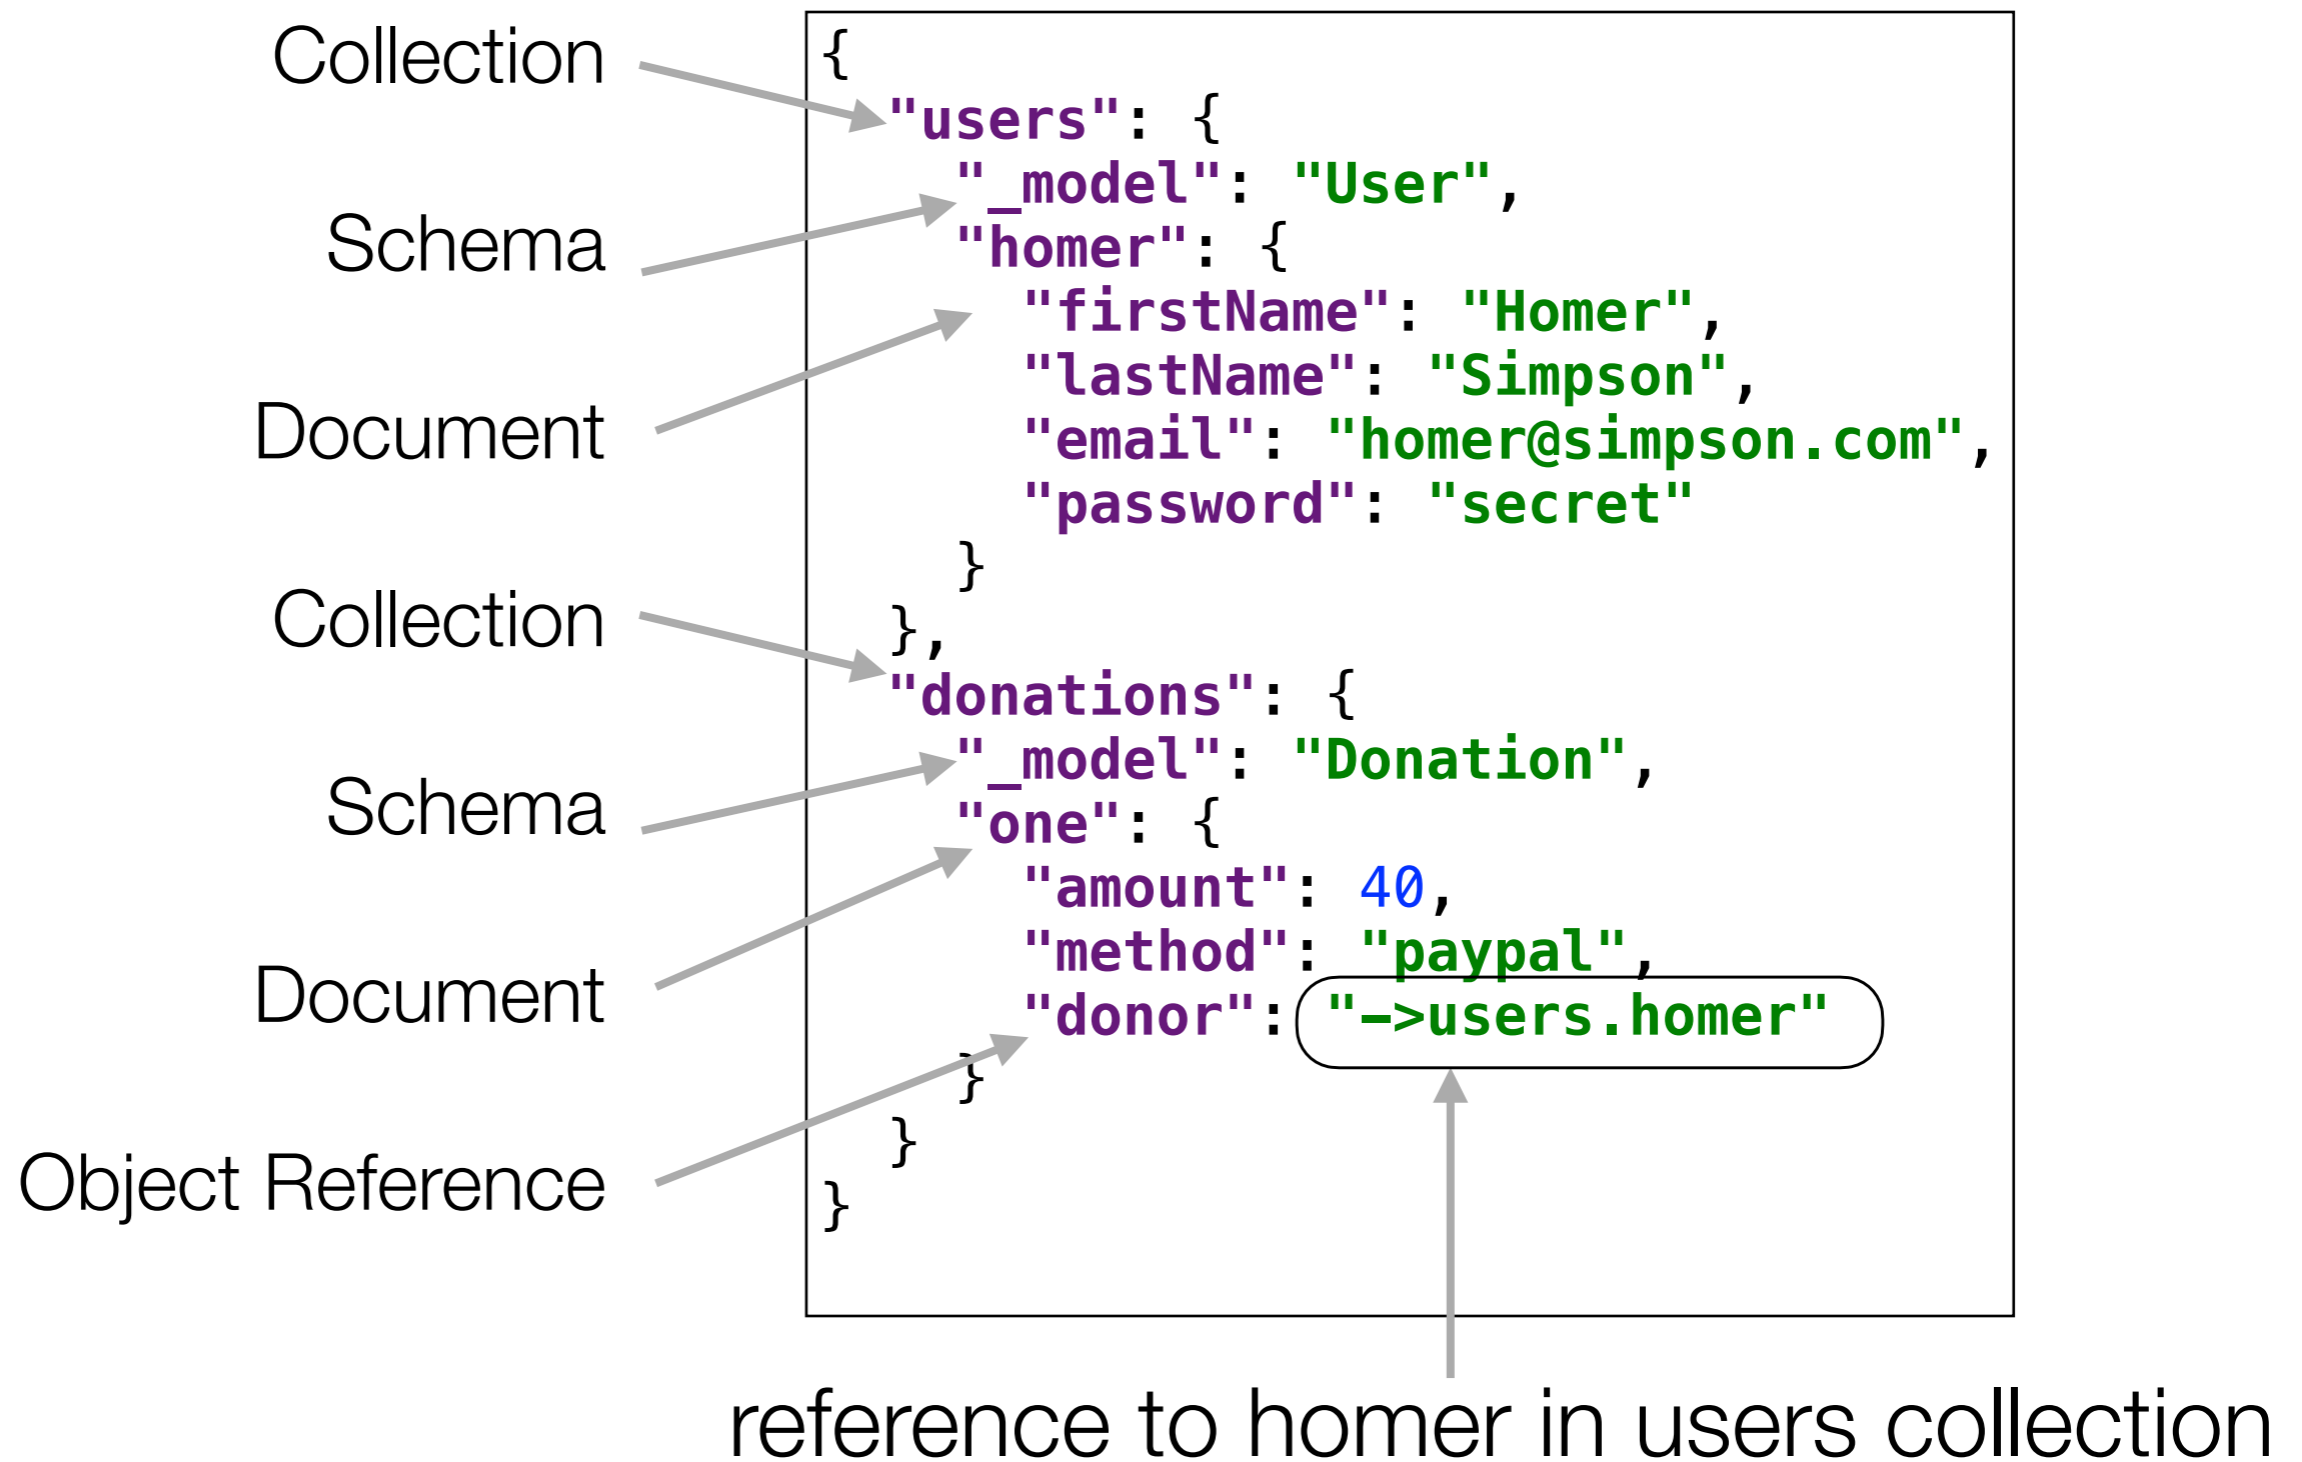 Collection
Schema
Document
Collection
Schema
Document
Object Reference
{
"users": {
"_model": "User",
"homer": {
"firstName": "Homer",
"lastName": "Simpson",
"email": "homer@simpson.com",
"password": "secret"
}
},
"donations": {
"_model": "Donation",
"one": {
"amount": 40,
"method": "paypal",
"donor": "->users.homer"
}
}
}
reference to homer in users collection